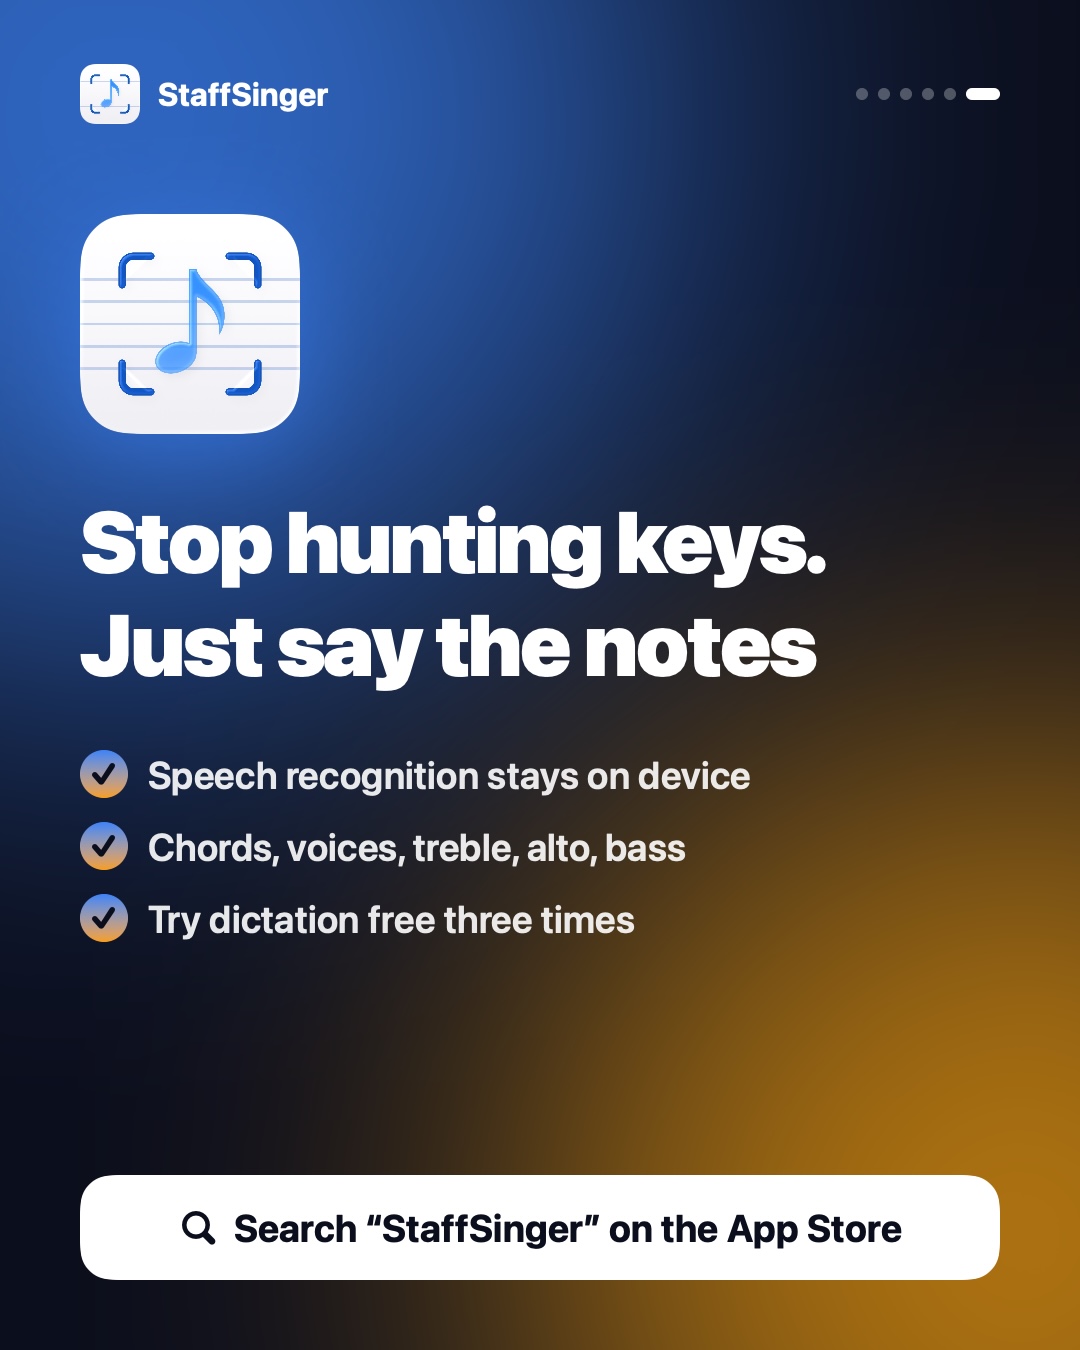 StaffSinger
Stop hunting keys.
Just say the notes
Speech recognition stays on device
Chords, voices, treble, alto, bass
Try dictation free three times
Search “StaffSinger” on the App Store